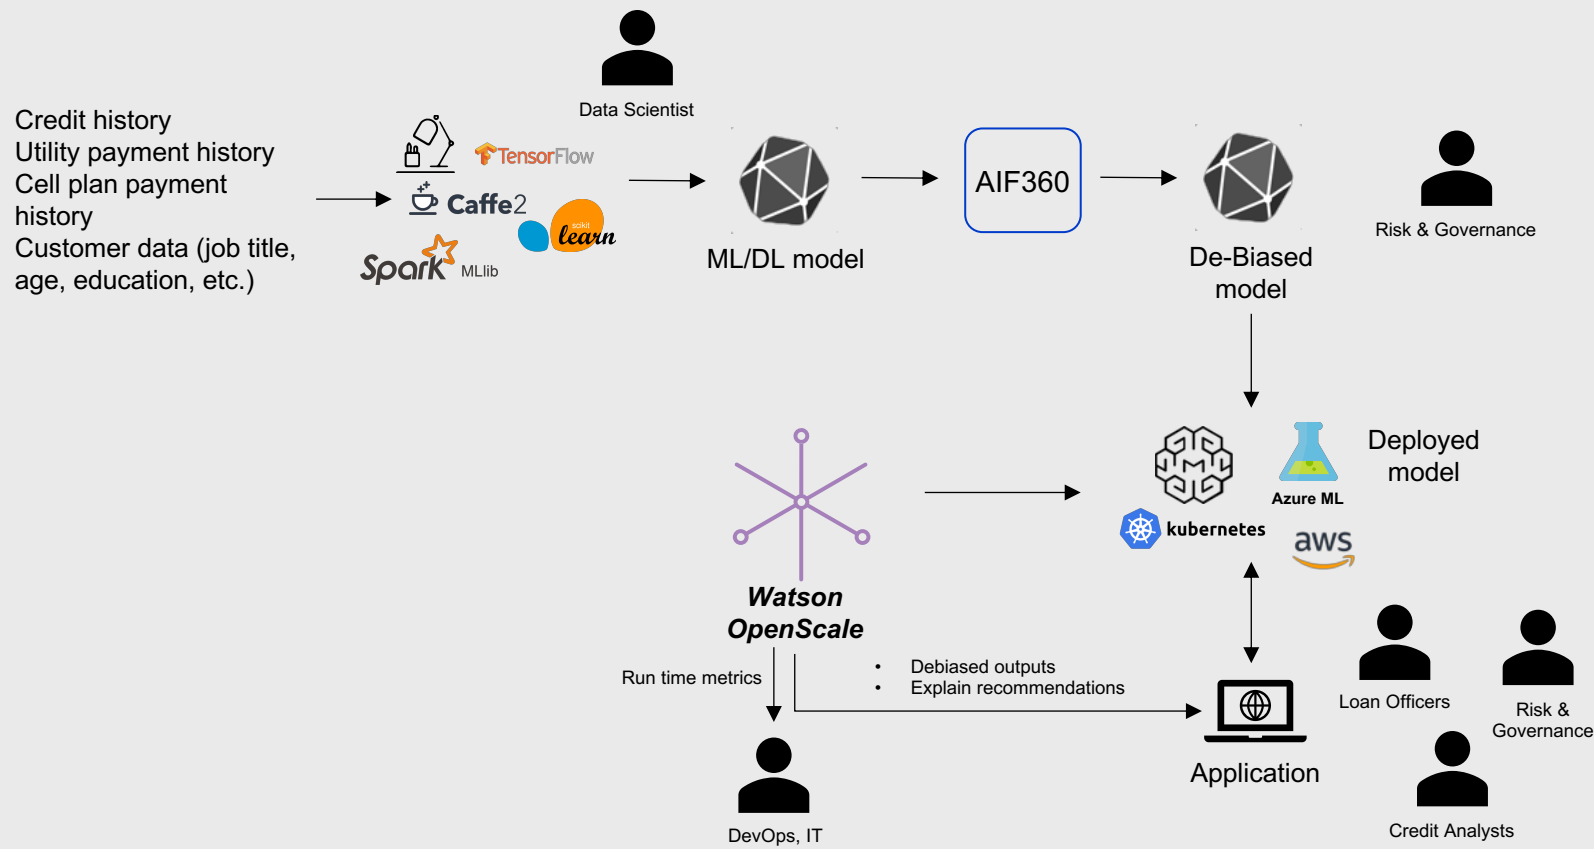 Data Scientist
Credit history
Utility payment history
Cell plan payment
history
Customer data (job title,
age, education, etc.)
TensorFlow
Caffe2
scikit
learn
Spark MLlib
ML/DL model
AIF360
De-Biased
model
Risk & Governance
Deployed
model
Azure ML
kubernetes
aws
Watson
OpenScale
Run time metrics
• Debiased outputs
• Explain recommendations
Application
Loan Officers
Risk &
Governance
Credit Analysts
DevOps, IT